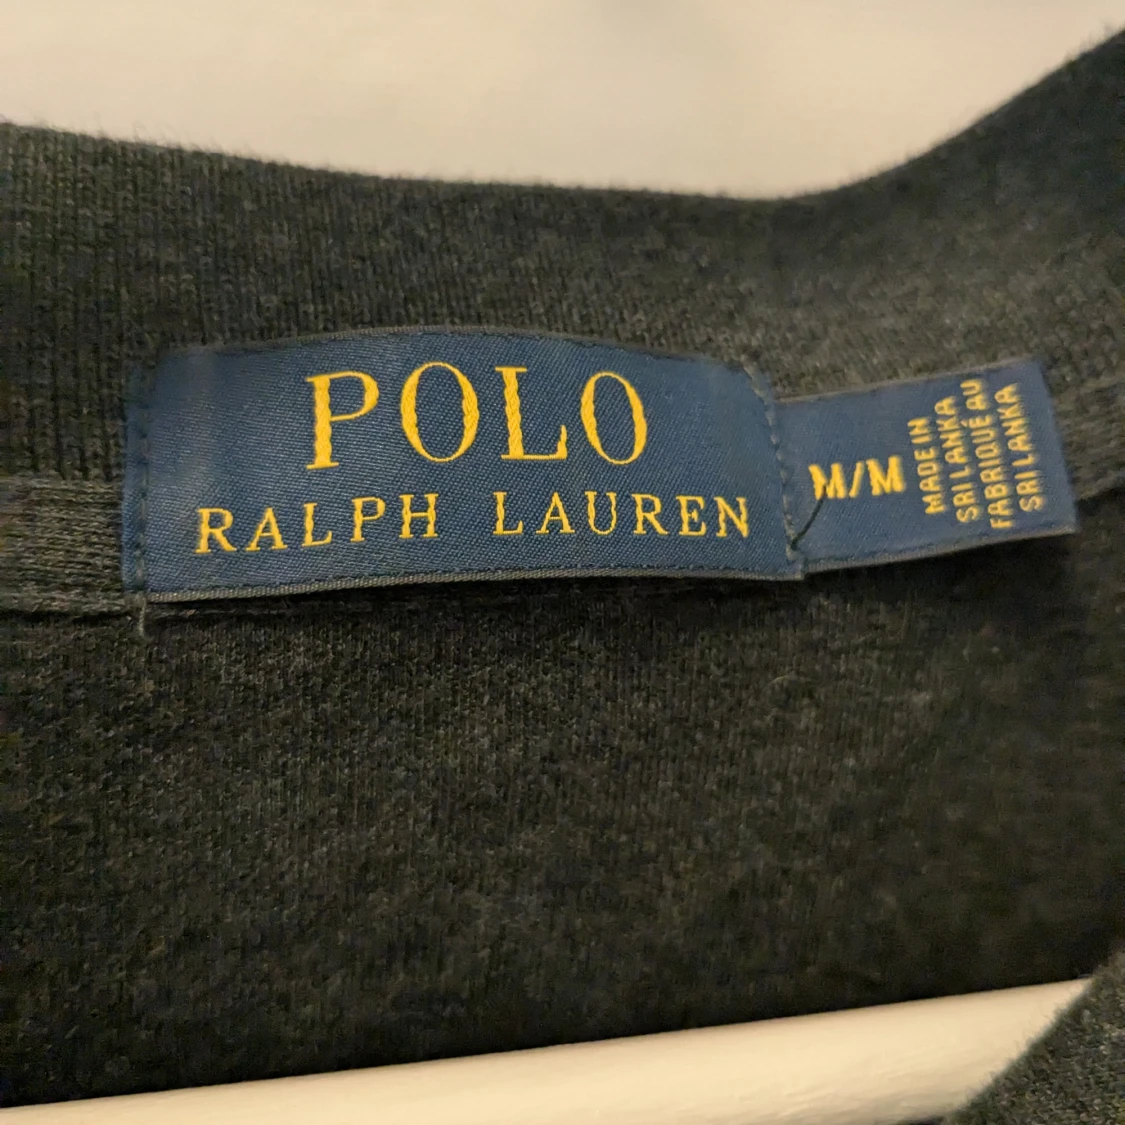 POLO
RALPH LAUREN
M/M
MADE IN
SRI LANKA
FABRIQUÉ AU
SRI LANKA